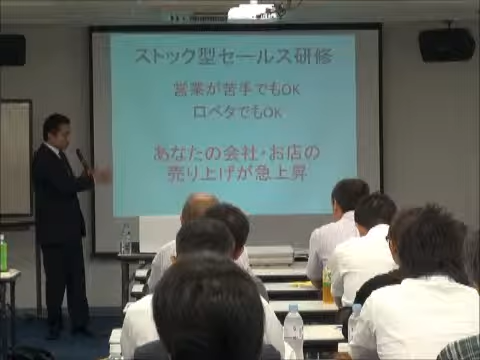 ストック型セールス研修
営業が苦手でもOK
口ベタでもOK
あなたの会社・お店の
売り上げが急上昇